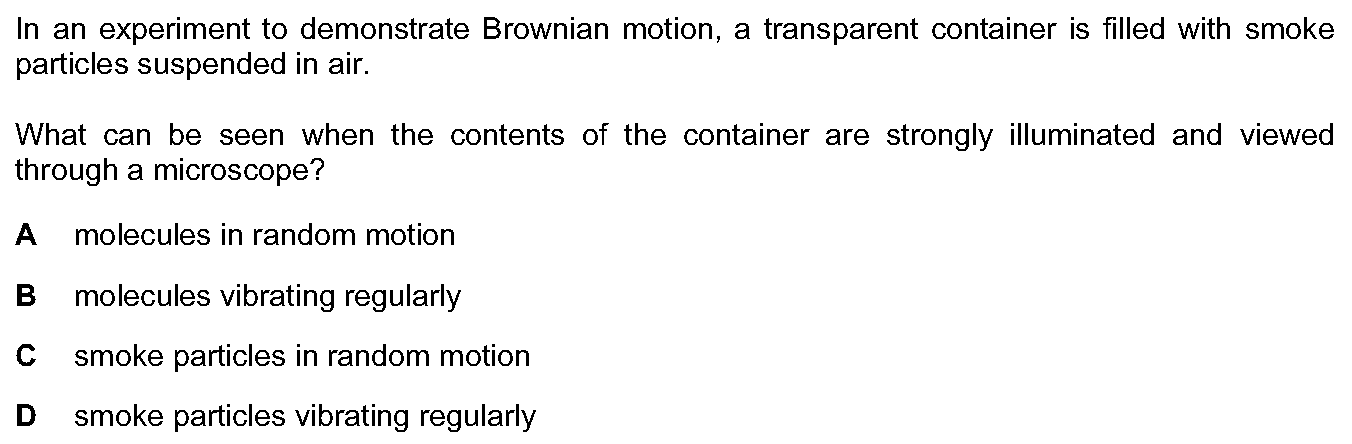 In an experiment to demonstrate Brownian motion, a transparent container is filled with smoke
particles suspended in air.
What can be seen when the contents of the container are strongly illuminated and viewed
through a microscope?
A molecules in random motion
B molecules vibrating regularly
C smoke particles in random motion
D smoke particles vibrating regularly